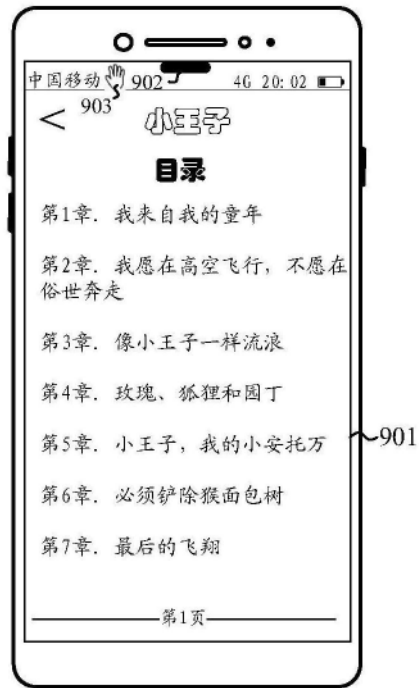 中国移动 902 4G 20:02
< 903 小王子
目录
第1章. 我来自我的童年
第2章. 我愿在高空飞行，不愿在
俗世奔走
第3章. 像小王子一样流浪
第4章. 玫瑰、狐狸和园丁
第5章. 小王子，我的小安托万
901
第6章. 必须铲除猴面包树
第7章. 最后的飞翔
第1页